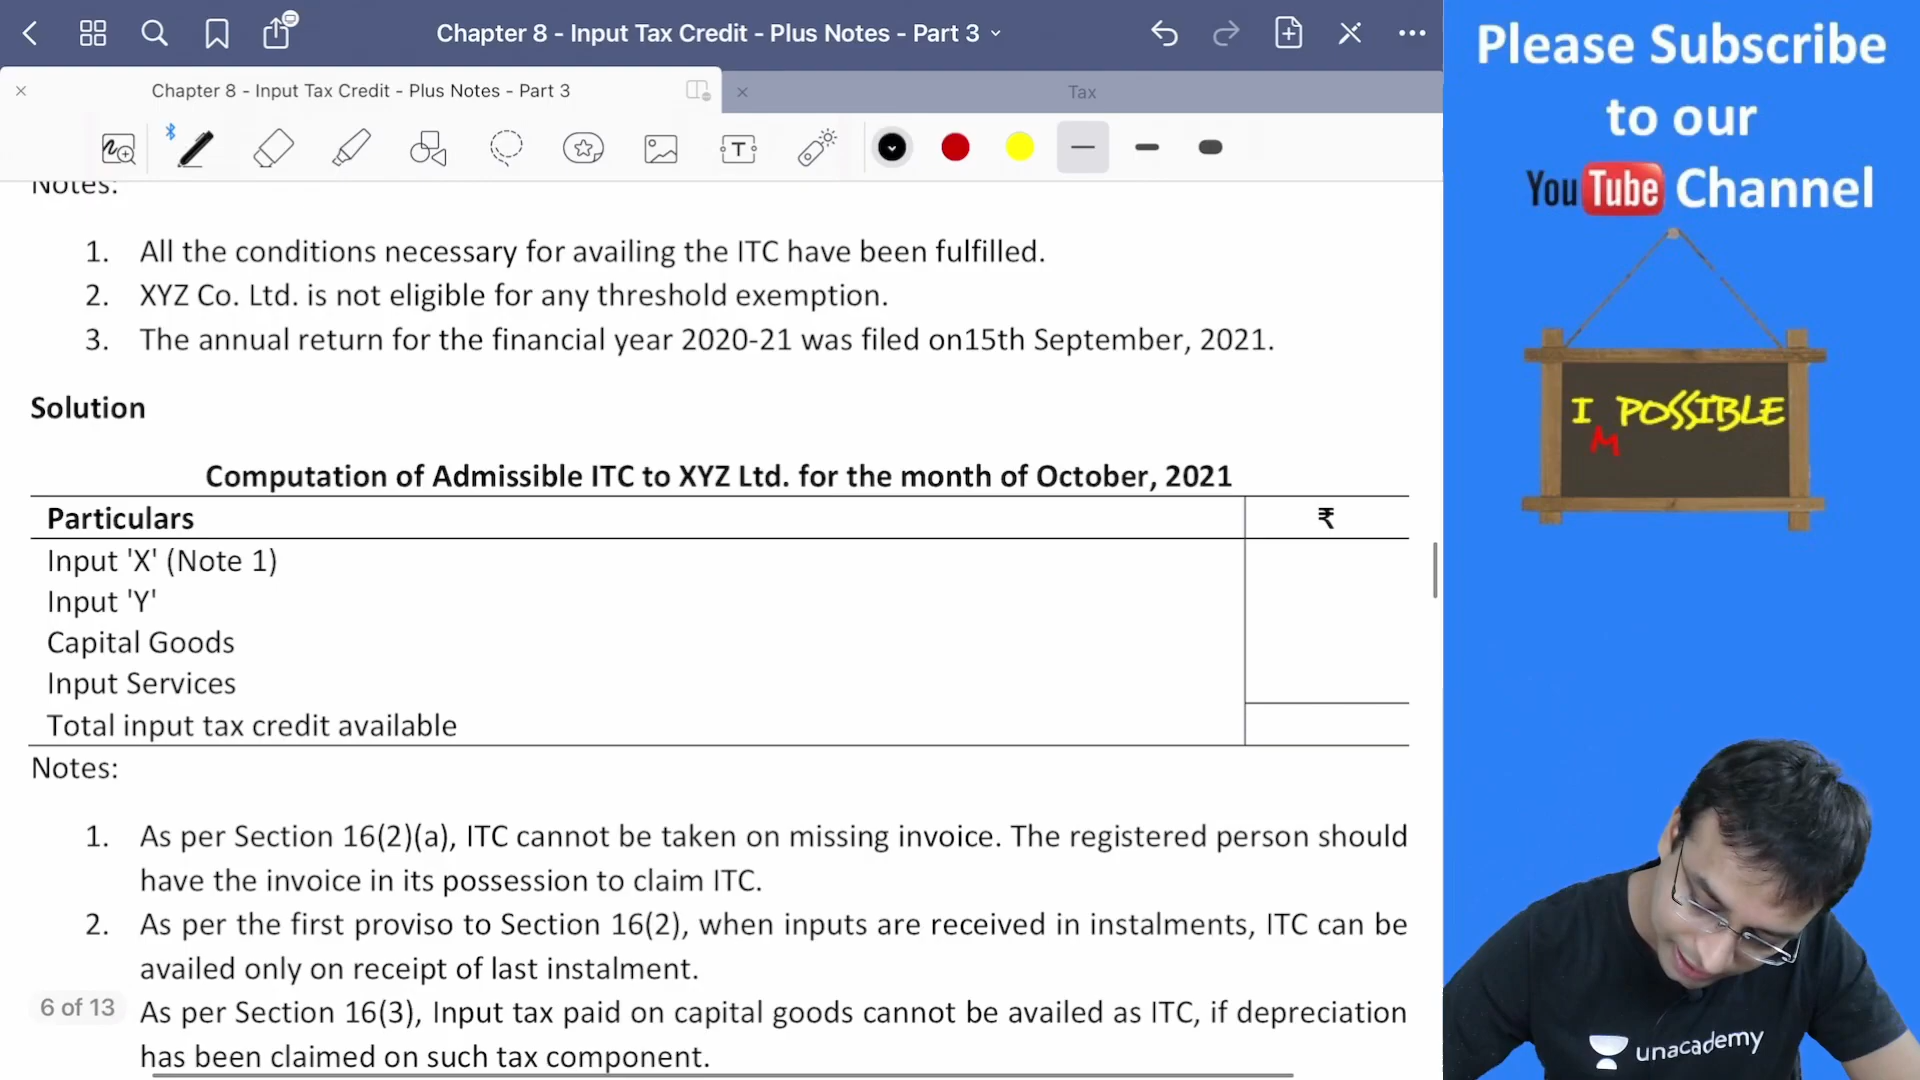 Chapter 8 - Input Tax Credit - Plus Notes - Part 3
Chapter 8 - Input Tax Credit - Plus Notes - Part 3
Tax
Notes:
1. All the conditions necessary for availing the ITC have been fulfilled.
2. XYZ Co. Ltd. is not eligible for any threshold exemption.
3. The annual return for the financial year 2020-21 was filed on15th September, 2021.
Solution
Computation of Admissible ITC to XYZ Ltd. for the month of October, 2021
Particulars ₹
Input 'X' (Note 1)
Input 'Y'
Capital Goods
Input Services
Total input tax credit available
Notes:
1. As per Section 16(2)(a), ITC cannot be taken on missing invoice. The registered person should
have the invoice in its possession to claim ITC.
2. As per the first proviso to Section 16(2), when inputs are received in instalments, ITC can be
availed only on receipt of last instalment.
As per Section 16(3), Input tax paid on capital goods cannot be availed as ITC, if depreciation
has been claimed on such tax component.
6 of 13
Please Subscribe
to our
YouTube Channel
I POSSIBLE
M
unacademy